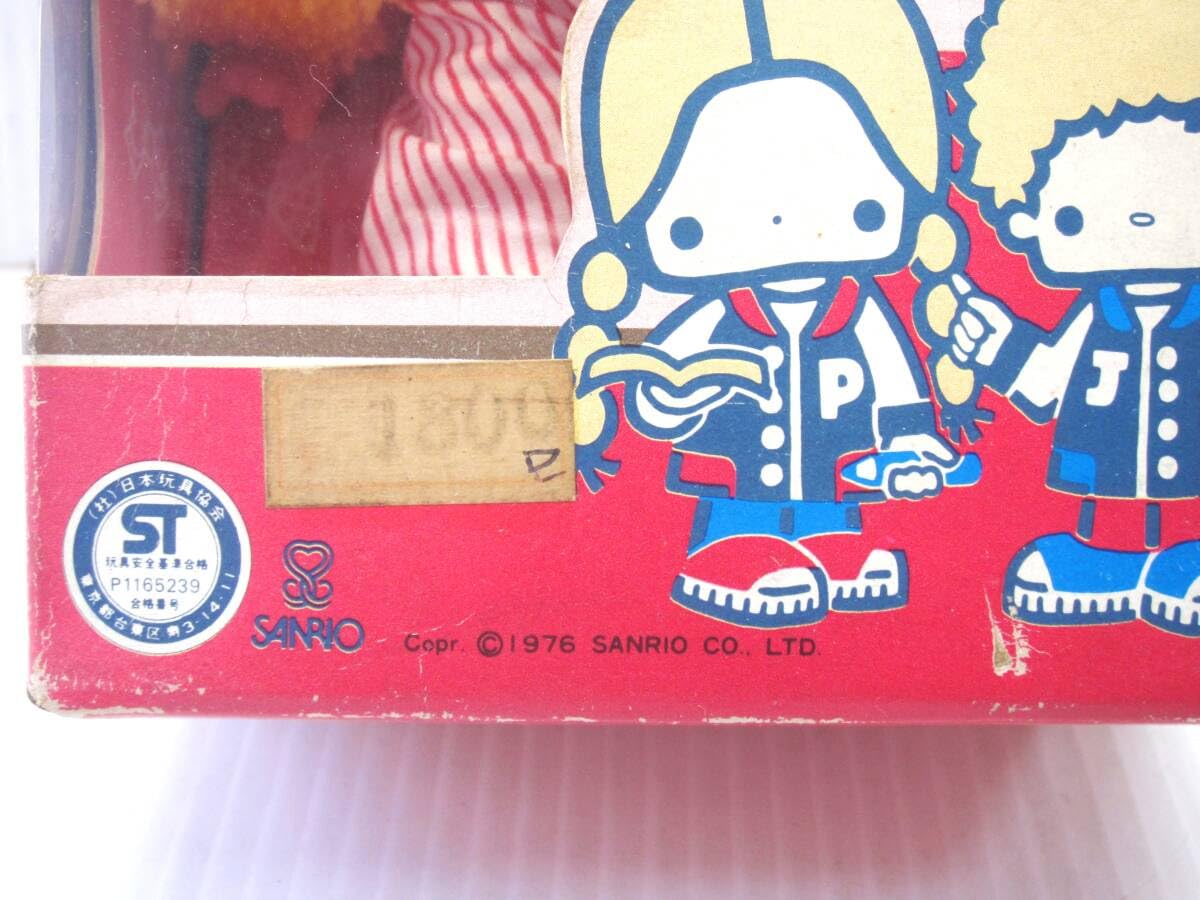 P
J
(社)日本玩具協会
ST
玩具安全基準合格
P1165239
合格番号
東京都台東区寿3-14-11
SANRIO
Copr. ©1976 SANRIO CO., LTD.